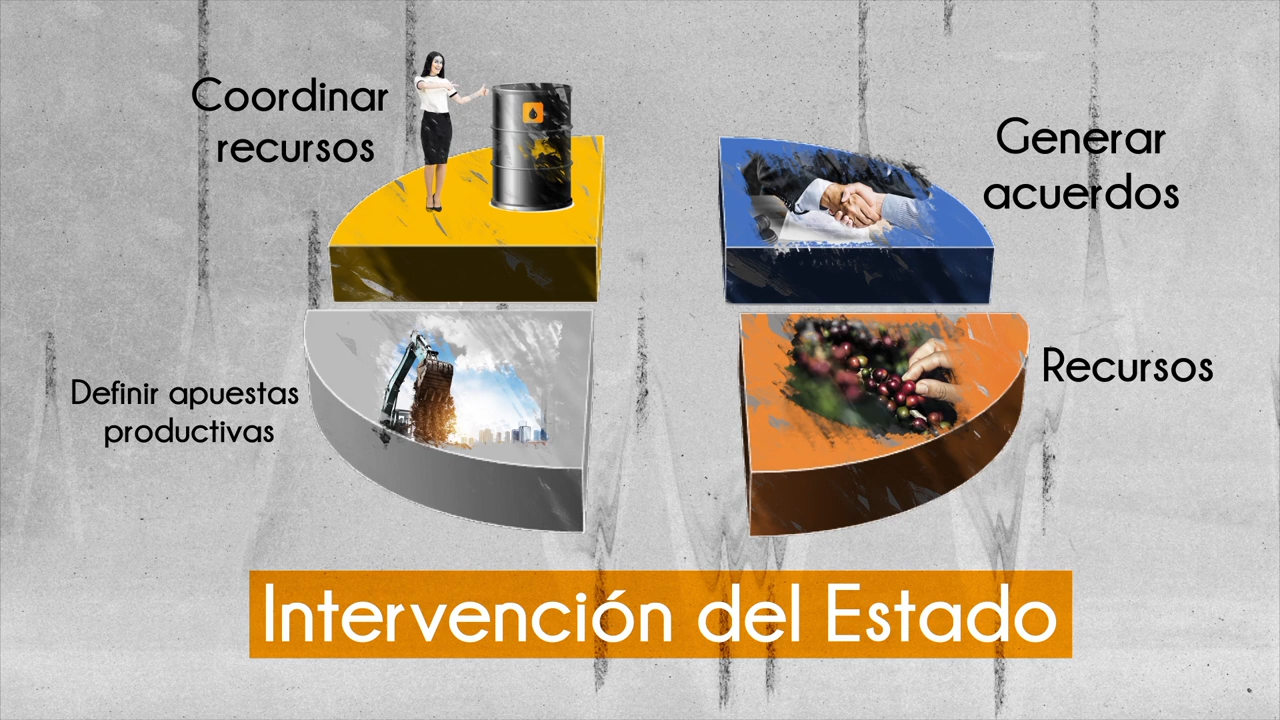 Coordinar
recursos
Generar
acuerdos
Definir apuestas
productivas
Recursos
Intervención del Estado